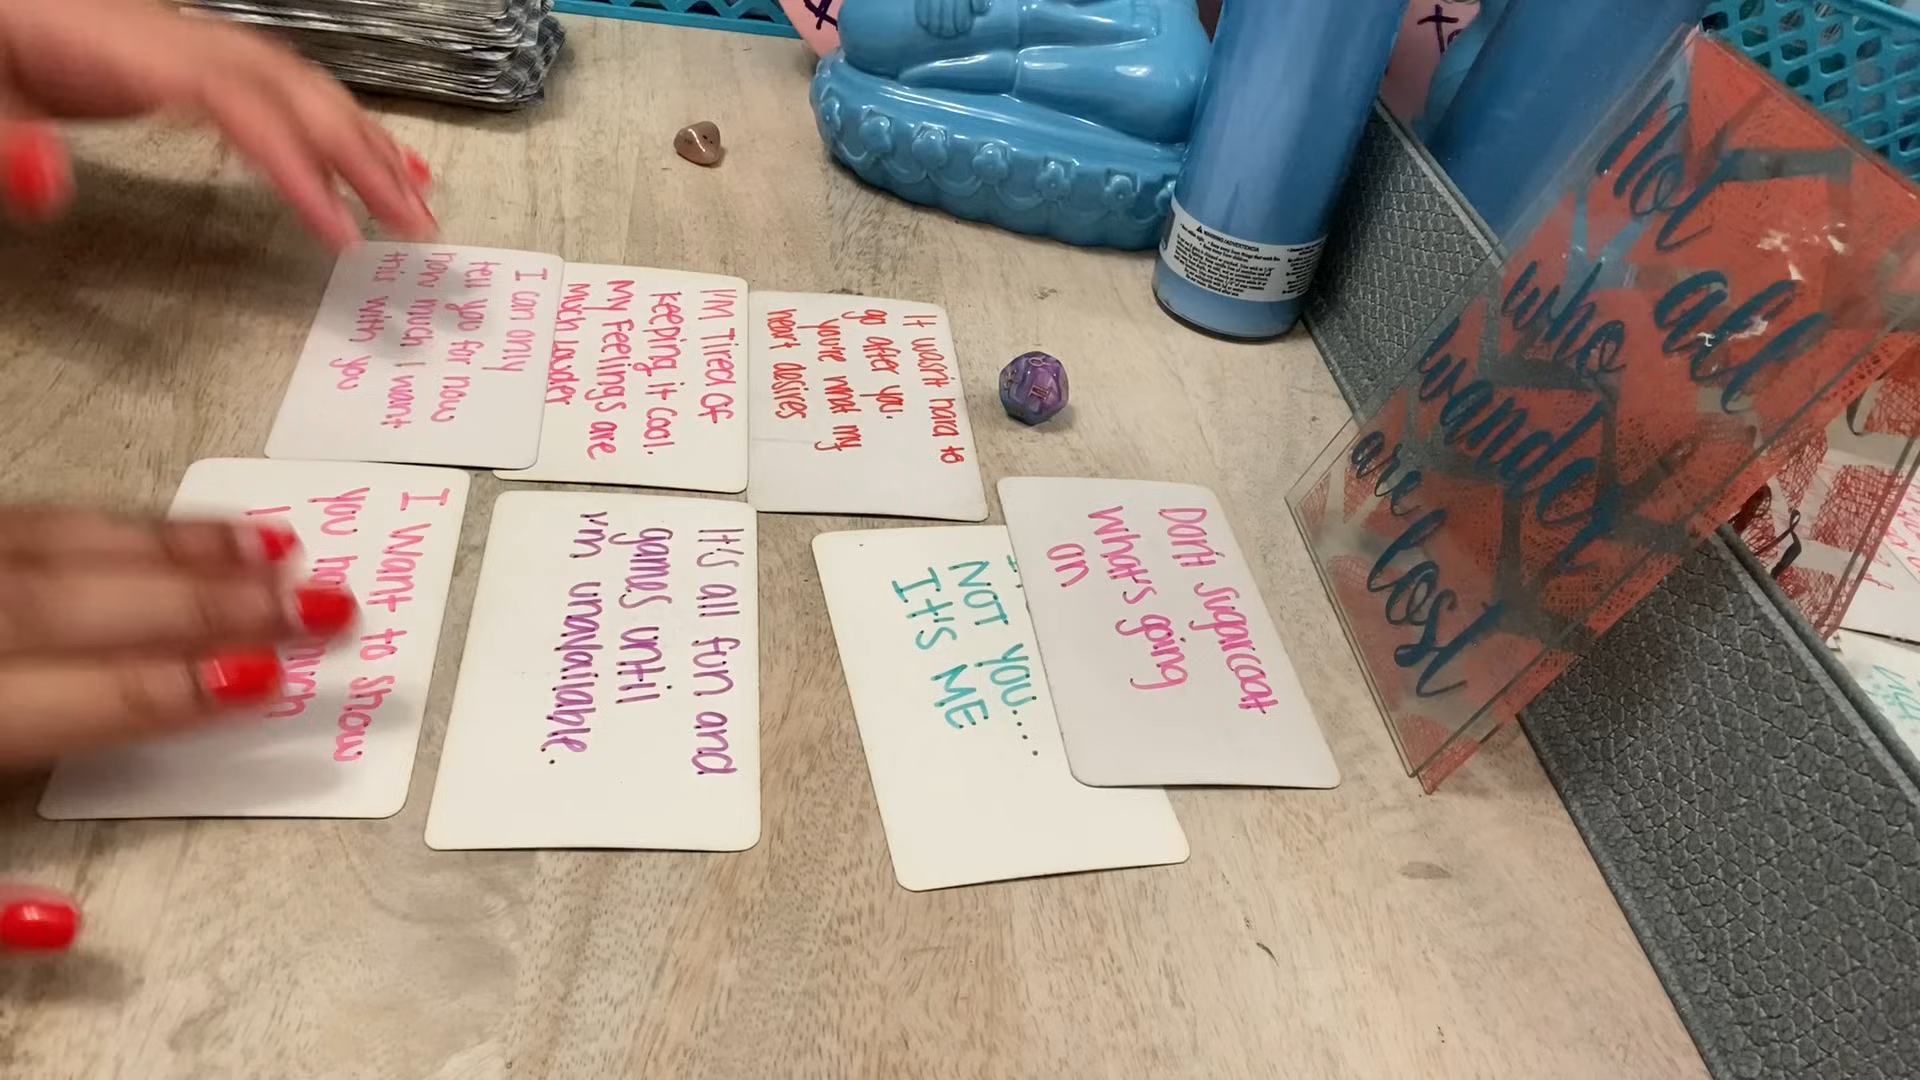 I can only
tell you for now
how much I want
this with you
I'm Tired OF
keeping it cool.
My Feelings are
Much louder
It wasn't hard to
go after you.
you're what my
heart desires
I want to show
you
much
It's all fun and
games until
I'm unavailable.
NOT YOU...
It's ME
Don't sugarcoat
what's going
on
not all
who
wander
are lost
WARNING/ADVERTENCIA